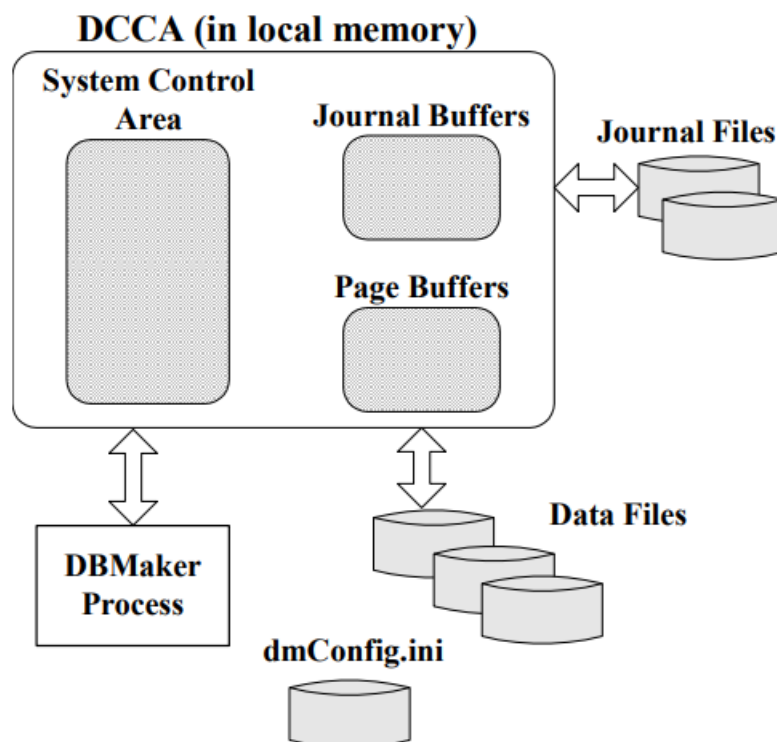 DCCA (in local memory)
System Control
Area
Journal Buffers
Journal Files
Page Buffers
Data Files
DBMaker
Process
dmConfig.ini